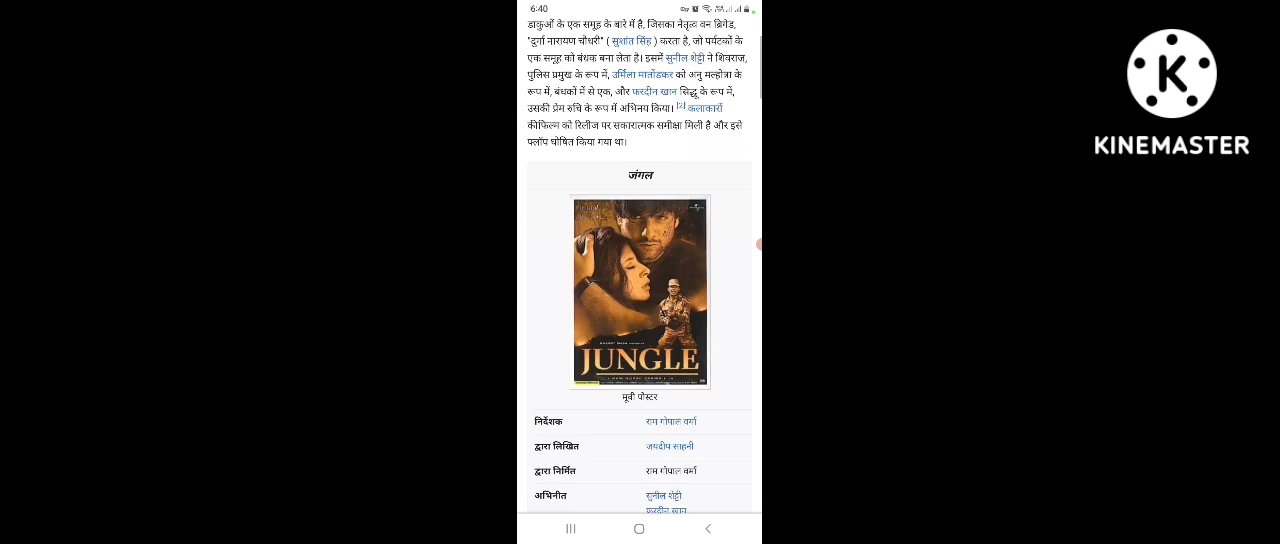 6:40
डाकुओं के एक समूह के बारे में है, जिसका नेतृत्व वन ब्रिगेड,
"दुर्गा नारायण चौधरी" ( सुशांत सिंह ) करता है, जो पर्यटकों के
एक समूह को बंधक बना लेता है। इसमें सुनील शेट्टी ने शिवराज,
पुलिस प्रमुख के रूप में, उर्मिला मातोंडकर को अनु मल्होत्रा के
रूप में, बंधकों में से एक, और फरदीन खान सिद्धू के रूप में,
उसकी प्रेम रुचि के रूप में अभिनय किया। [2] कलाकारों
कीफिल्म को रिलीज पर सकारात्मक समीक्षा मिली है और इसे
फ्लॉप घोषित किया गया था।
जंगल
JUNGLE
मूवी पोस्टर
निर्देशक राम गोपाल वर्मा
द्वारा लिखित जयदीप साहनी
द्वारा निर्मित राम गोपाल वर्मा
अभिनीत सुनील शेट्टी
फरदीन खान
K
KINEMASTER